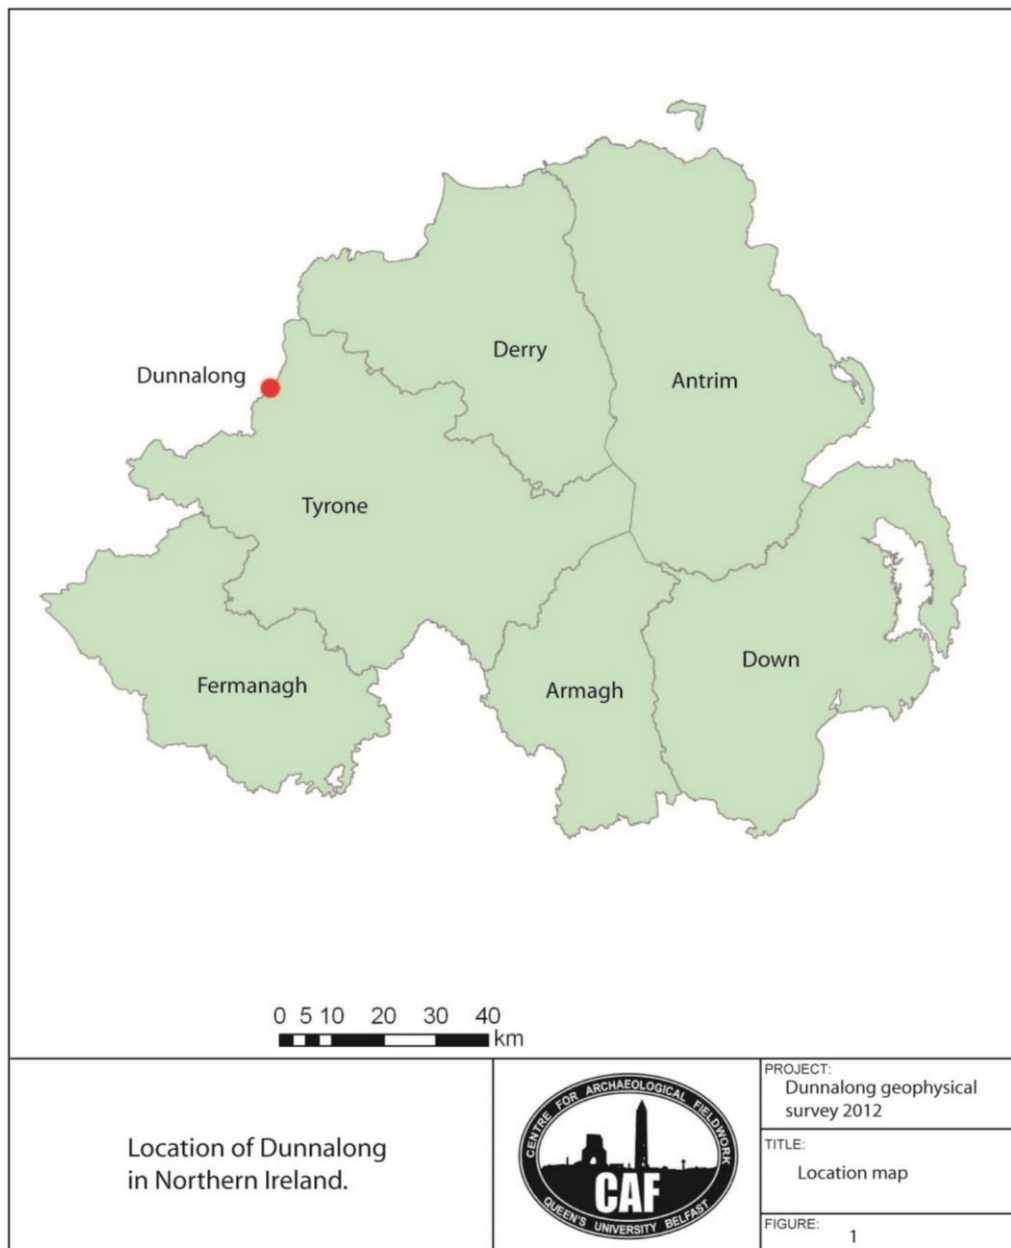 Derry
Antrim
Dunnalong
Tyrone
Fermanagh
Armagh
Down
0 5 10 20 30 40
km
Location of Dunnalong
in Northern Ireland.
CENTRE FOR ARCHAEOLOGICAL FIELDWORK
CAF
QUEEN'S UNIVERSITY BELFAST
PROJECT:
Dunnalong geophysical
survey 2012
TITLE:
Location map
FIGURE:
1